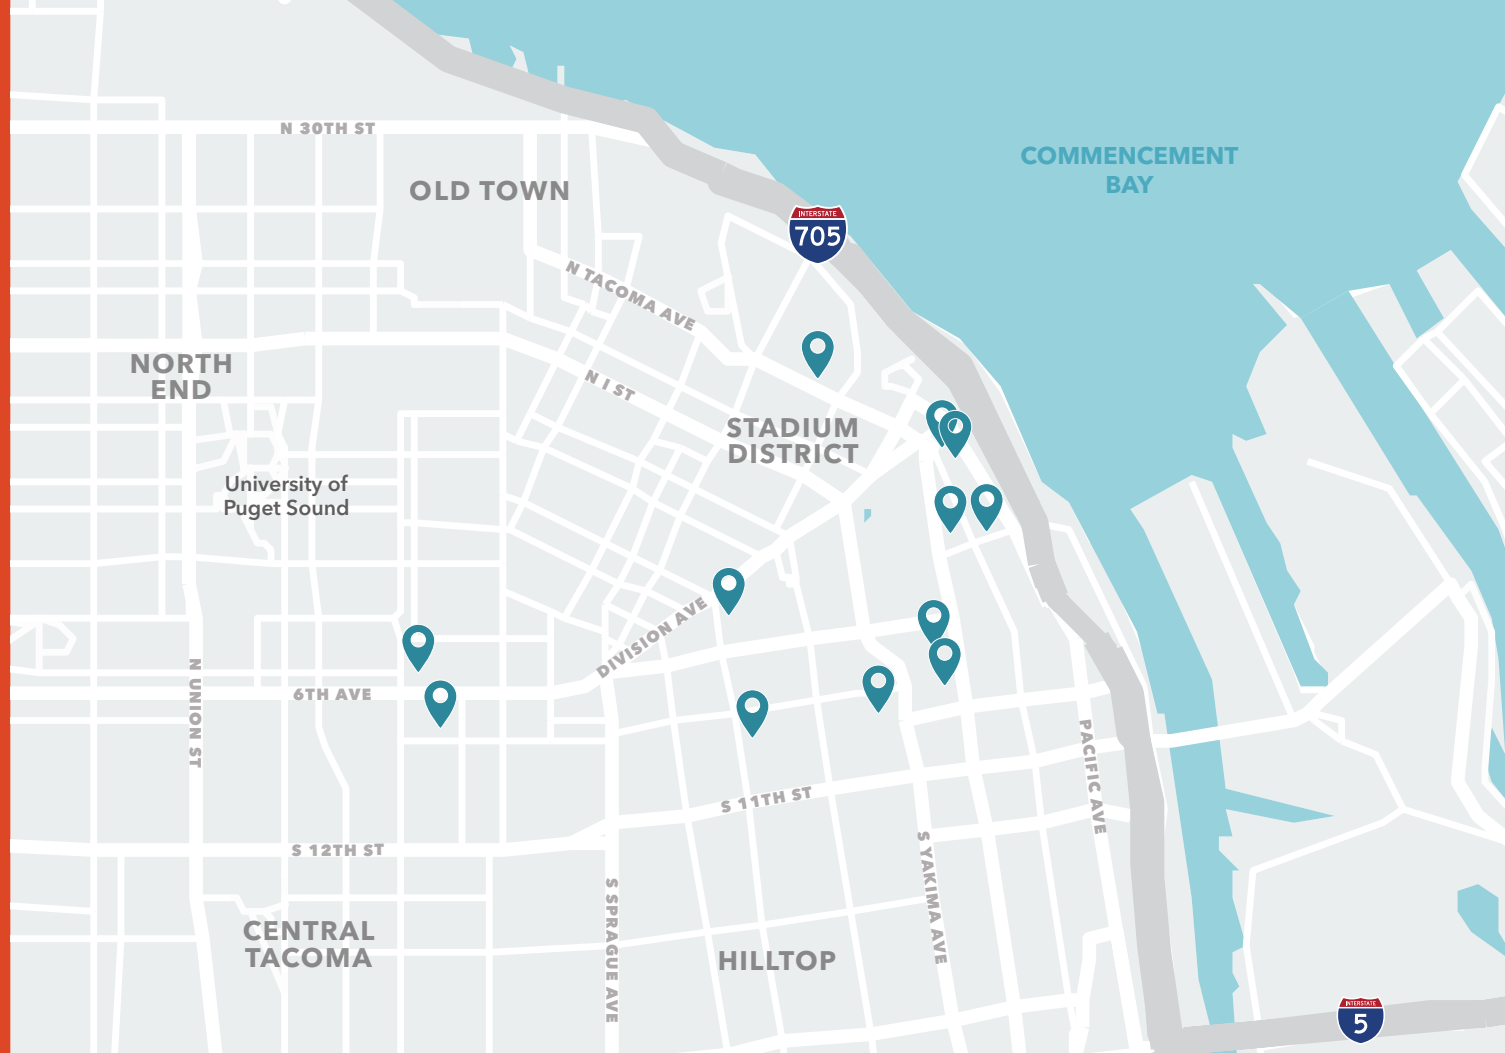 N 30TH ST
OLD TOWN
COMMENCEMENT
BAY
INTERSTATE
705
N TACOMA AVE
NORTH
END
N I ST
STADIUM
DISTRICT
University of
Puget Sound
DIVISION AVE
N UNION ST
6TH AVE
PACIFIC AVE
S 11TH ST
S 12TH ST
S YAKIMA AVE
S SPRAGUE AVE
CENTRAL
TACOMA
HILLTOP
INTERSTATE
5